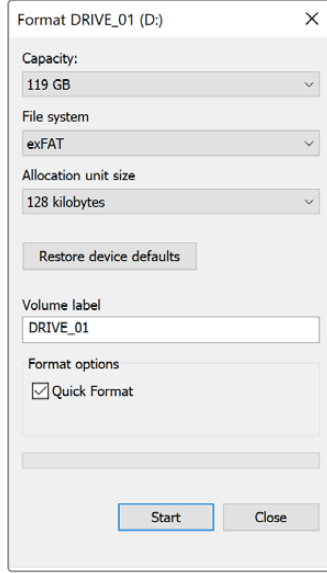 Format DRIVE_01 (D:)
Capacity:
119 GB
File system
exFAT
Allocation unit size
128 kilobytes
Restore device defaults
Volume label
DRIVE_01
Format options
Quick Format
Start Close